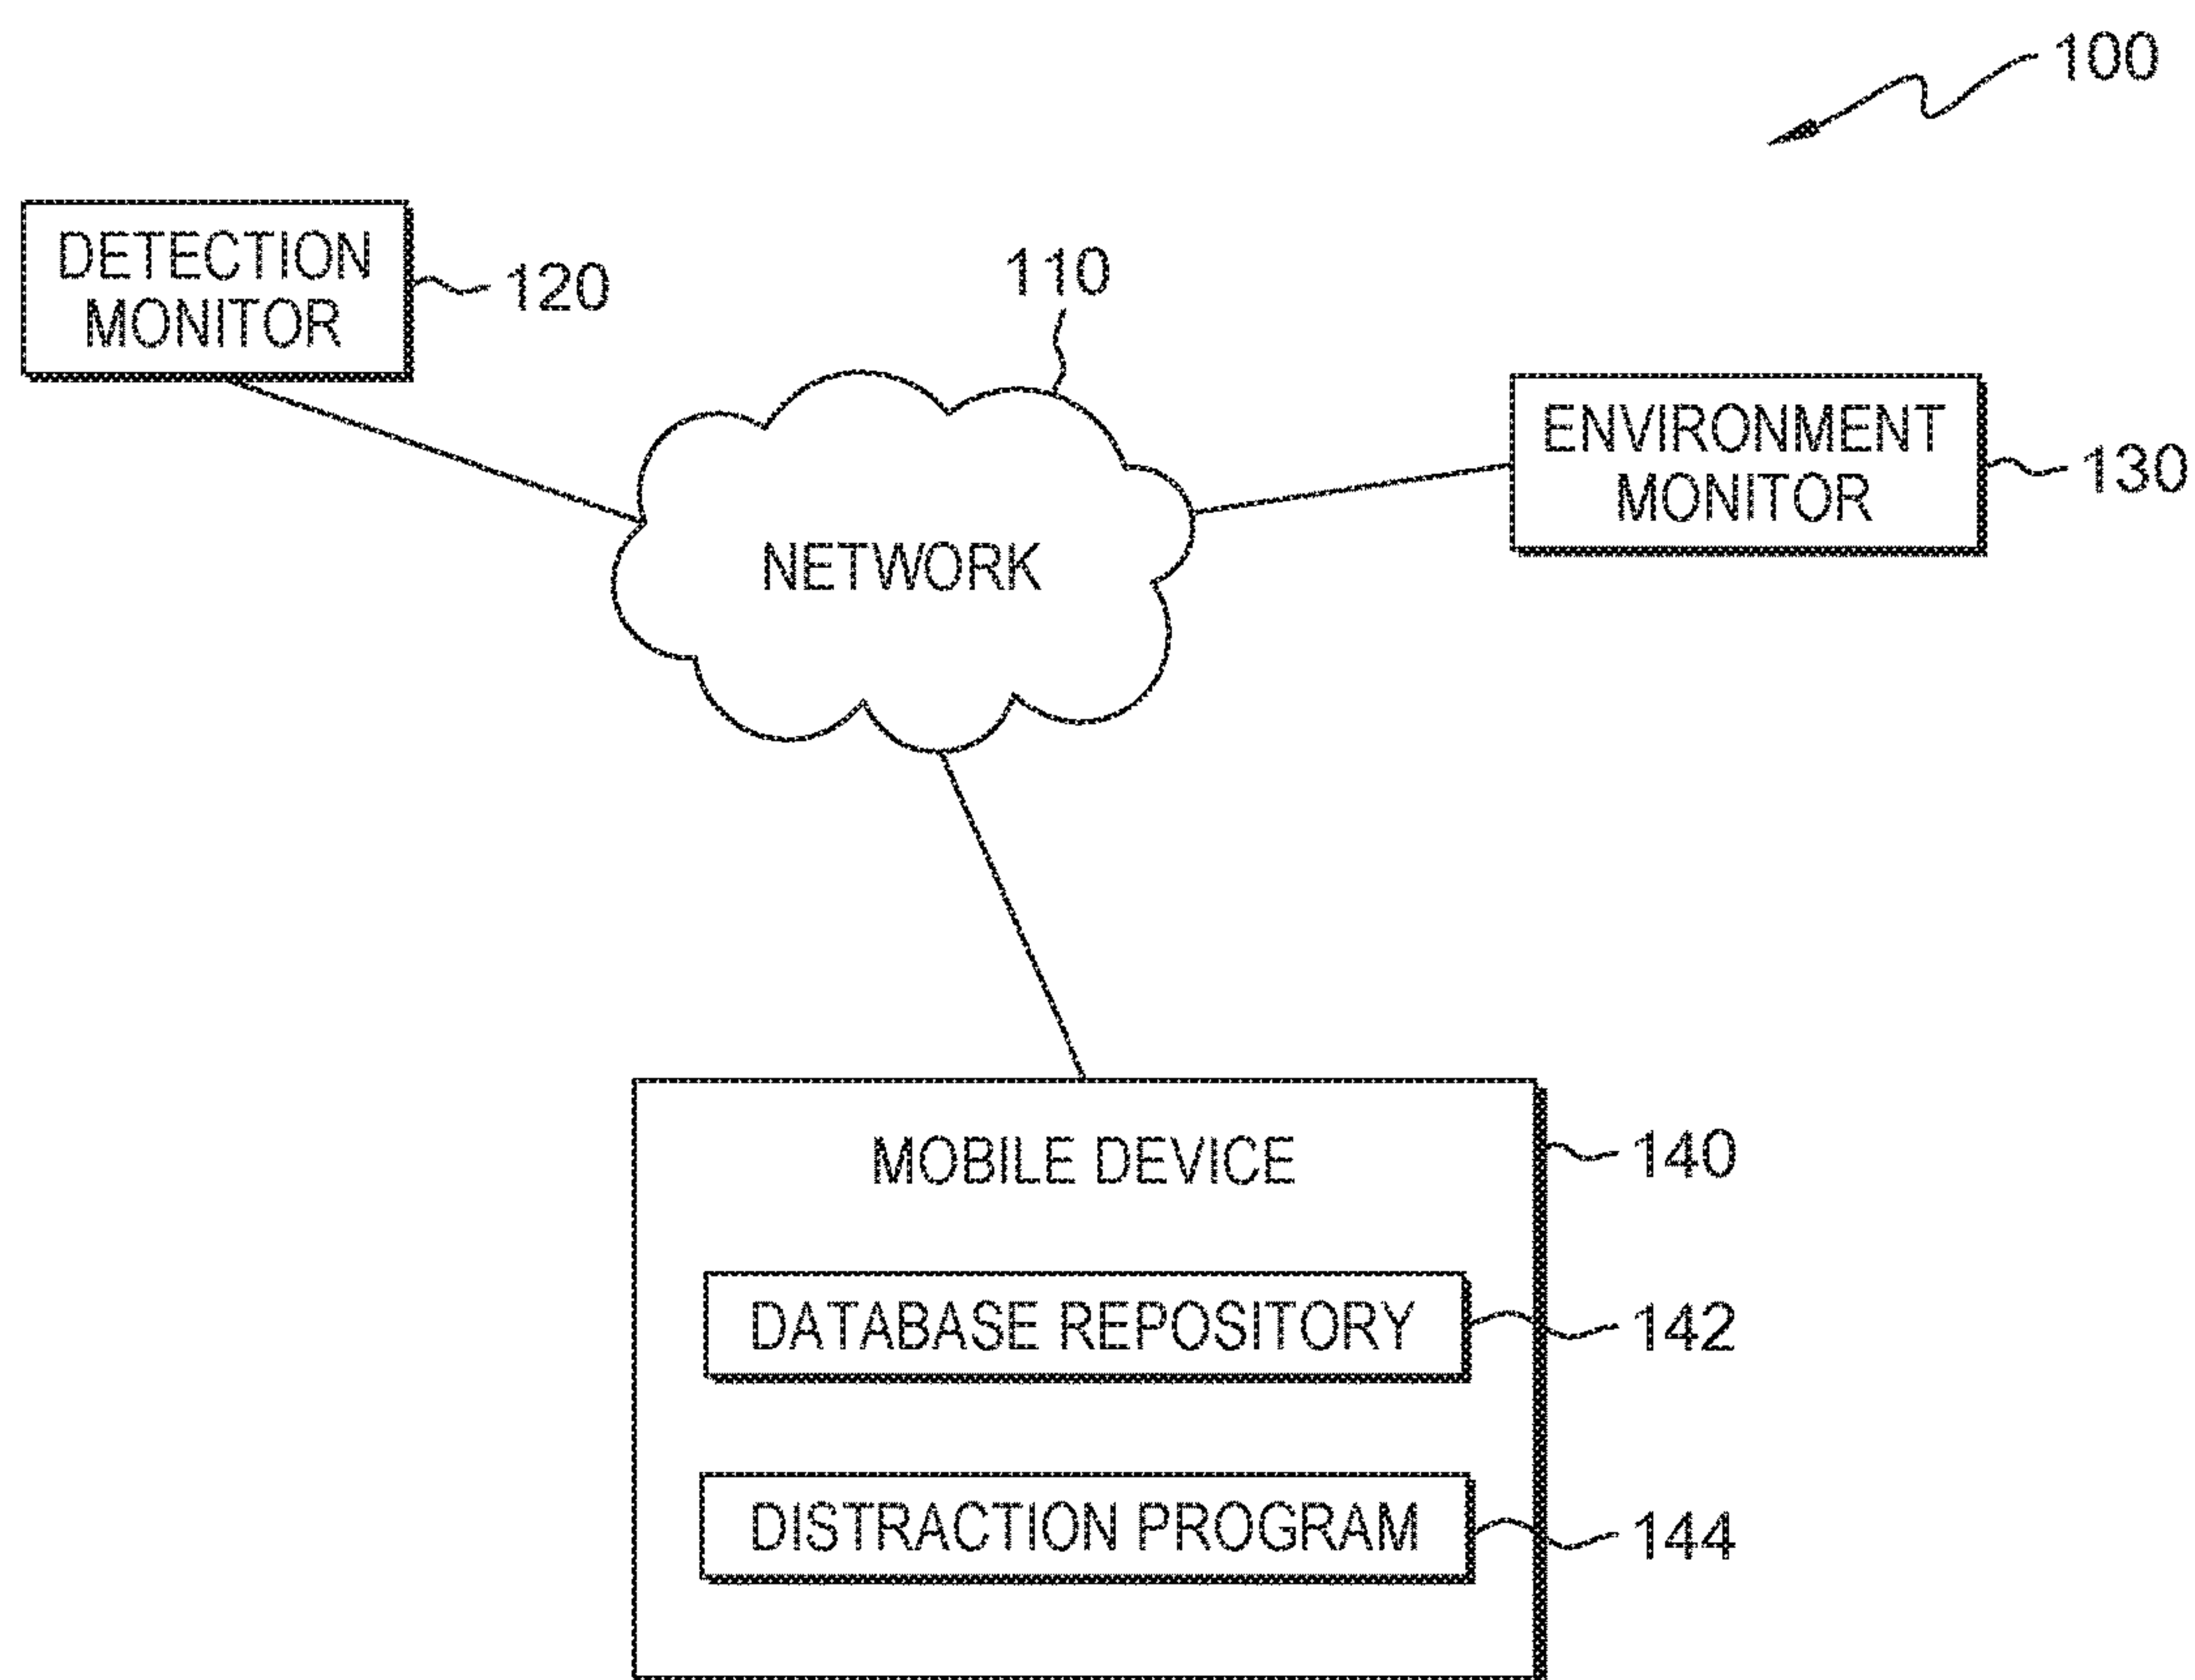 100
DETECTION
MONITOR
120
110
ENVIRONMENT
MONITOR
130
NETWORK
MOBILE DEVICE
140
DATABASE REPOSITORY
142
DISTRACTION PROGRAM
144